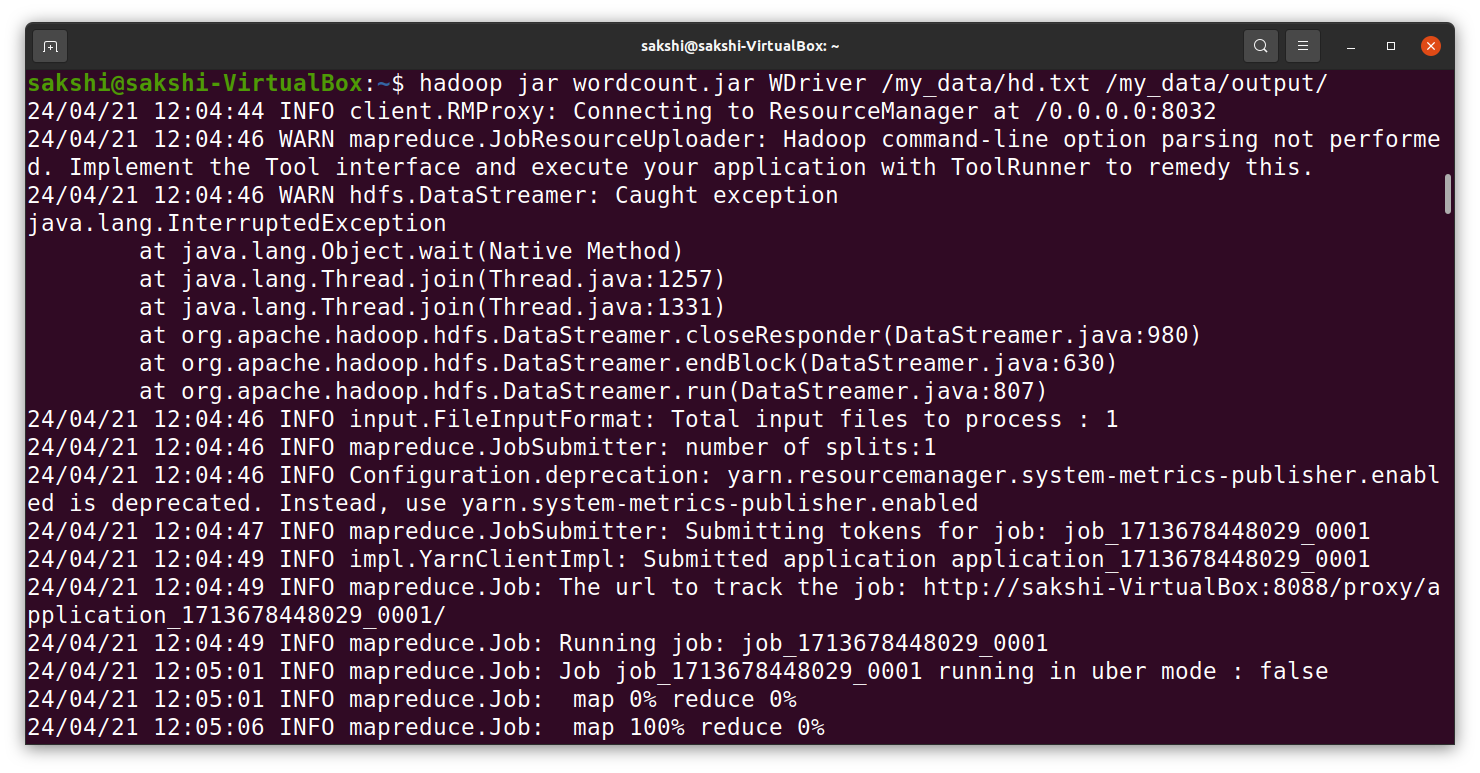 sakshi@sakshi-VirtualBox: ~
sakshi@sakshi-VirtualBox:~$ hadoop jar wordcount.jar WDriver /my_data/hd.txt /my_data/output/
24/04/21 12:04:44 INFO client.RMProxy: Connecting to ResourceManager at /0.0.0.0:8032
24/04/21 12:04:46 WARN mapreduce.JobResourceUploader: Hadoop command-line option parsing not performe
d. Implement the Tool interface and execute your application with ToolRunner to remedy this.
24/04/21 12:04:46 WARN hdfs.DataStreamer: Caught exception
java.lang.InterruptedException
        at java.lang.Object.wait(Native Method)
        at java.lang.Thread.join(Thread.java:1257)
        at java.lang.Thread.join(Thread.java:1331)
        at org.apache.hadoop.hdfs.DataStreamer.closeResponder(DataStreamer.java:980)
        at org.apache.hadoop.hdfs.DataStreamer.endBlock(DataStreamer.java:630)
        at org.apache.hadoop.hdfs.DataStreamer.run(DataStreamer.java:807)
24/04/21 12:04:46 INFO input.FileInputFormat: Total input files to process : 1
24/04/21 12:04:46 INFO mapreduce.JobSubmitter: number of splits:1
24/04/21 12:04:46 INFO Configuration.deprecation: yarn.resourcemanager.system-metrics-publisher.enabl
ed is deprecated. Instead, use yarn.system-metrics-publisher.enabled
24/04/21 12:04:47 INFO mapreduce.JobSubmitter: Submitting tokens for job: job_1713678448029_0001
24/04/21 12:04:49 INFO impl.YarnClientImpl: Submitted application application_1713678448029_0001
24/04/21 12:04:49 INFO mapreduce.Job: The url to track the job: http://sakshi-VirtualBox:8088/proxy/a
pplication_1713678448029_0001/
24/04/21 12:04:49 INFO mapreduce.Job: Running job: job_1713678448029_0001
24/04/21 12:05:01 INFO mapreduce.Job: Job job_1713678448029_0001 running in uber mode : false
24/04/21 12:05:01 INFO mapreduce.Job:  map 0% reduce 0%
24/04/21 12:05:06 INFO mapreduce.Job:  map 100% reduce 0%